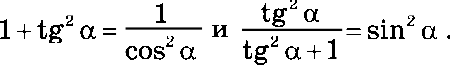 1 + tg² α = 1/cos² α и tg² α/(tg² α + 1) = sin² α .